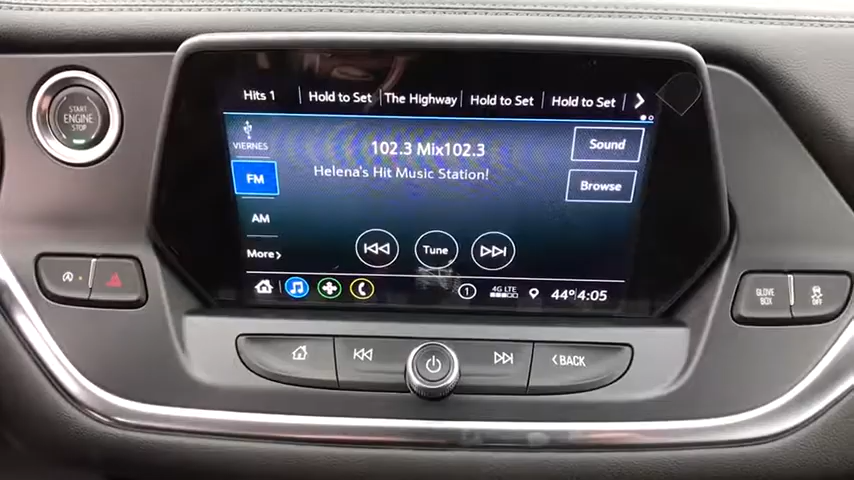 START
ENGINE
STOP
Hits 1
Hold to Set
The Highway
Hold to Set
Hold to Set
VIERNES
102.3 Mix102.3
Sound
Helena's Hit Music Station!
FM
Browse
AM
Tune
More
1
4G LTE
44° 4:05
GLOVE
BOX
OFF
BACK